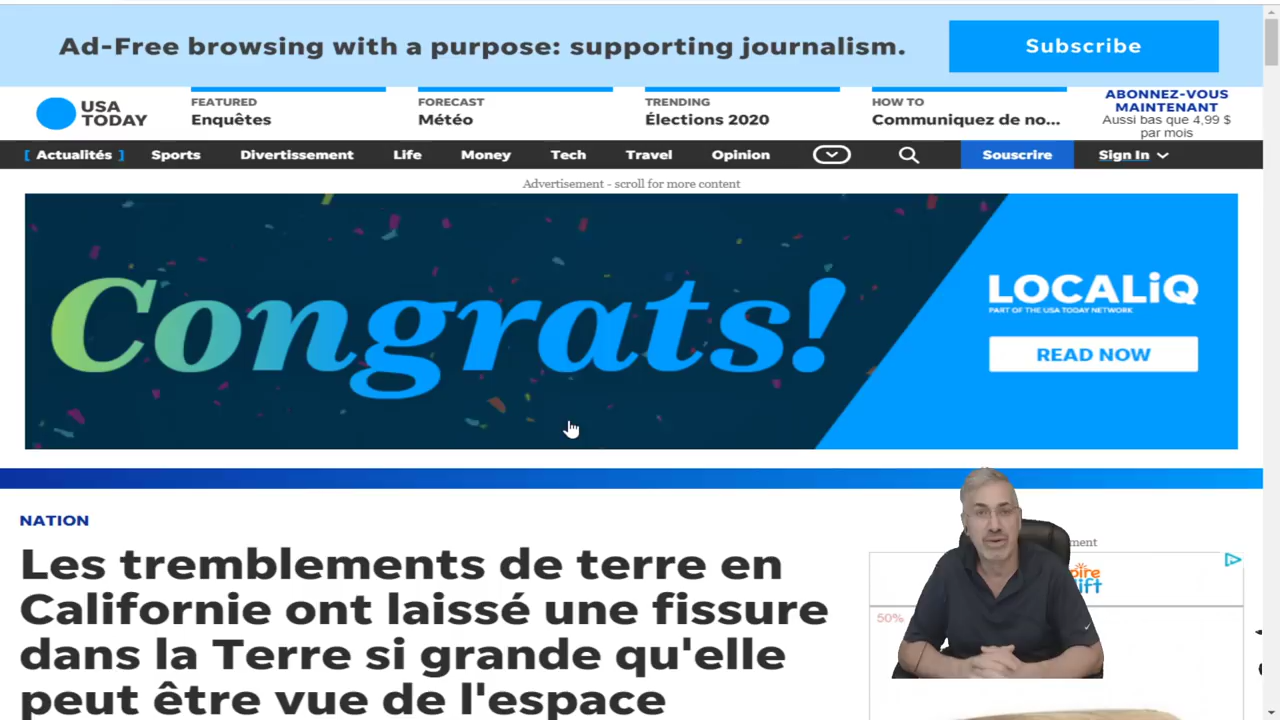 Ad-Free browsing with a purpose: supporting journalism.
Subscribe
USA
TODAY
FEATURED
Enquêtes
FORECAST
Météo
TRENDING
Élections 2020
HOW TO
Communiquez de no...
ABONNEZ-VOUS
MAINTENANT
Aussi bas que 4,99 $
par mois
[ Actualités ] Sports Divertissement Life Money Tech Travel Opinion Souscrire Sign In
Advertisement - scroll for more content
Congrats!
LOCALiQ
PART OF THE USA TODAY NETWORK
READ NOW
NATION
Les tremblements de terre en
Californie ont laissé une fissure
dans la Terre si grande qu'elle
peut être vue de l'espace
50%